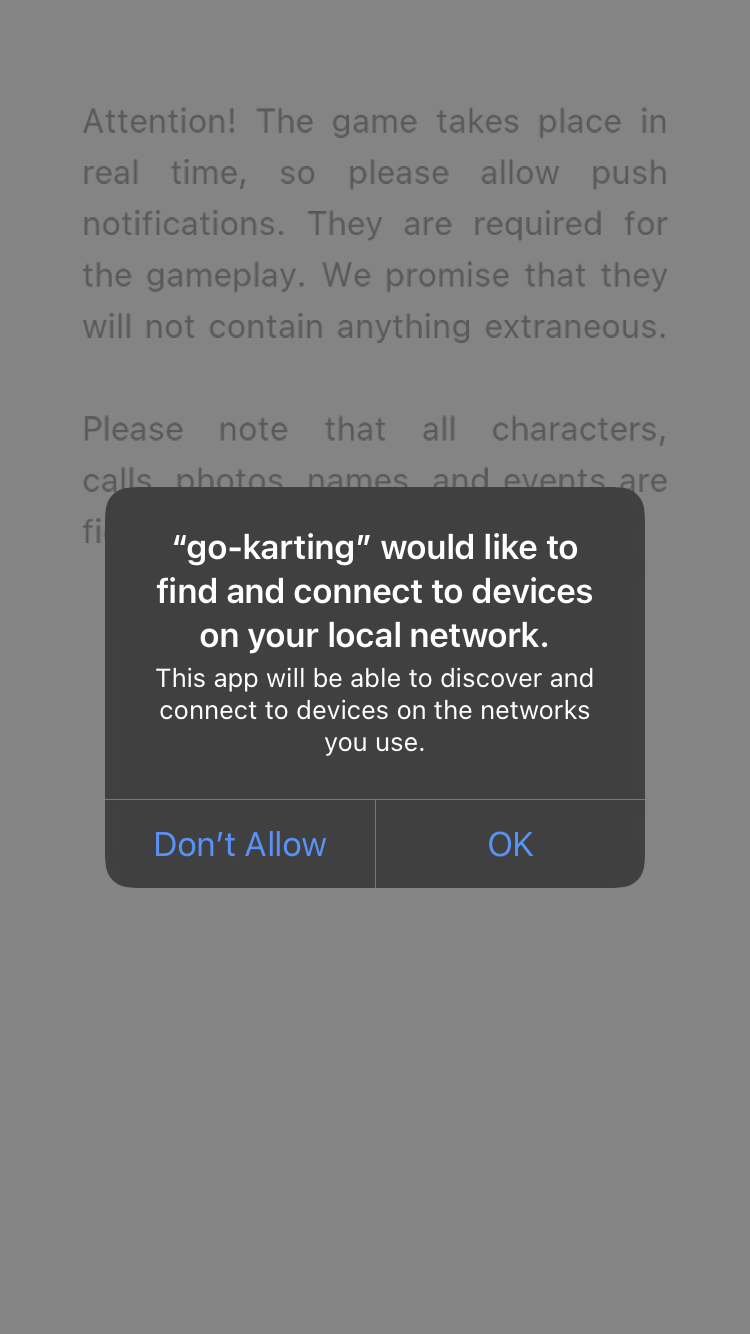 Attention! The game takes place in
real time, so please allow push
notifications. They are required for
the gameplay. We promise that they
will not contain anything extraneous.
Please note that all characters,
calls, photos, names, and events are
“go-karting” would like to
find and connect to devices
on your local network.
This app will be able to discover and
connect to devices on the networks
you use.
Don’t Allow
OK